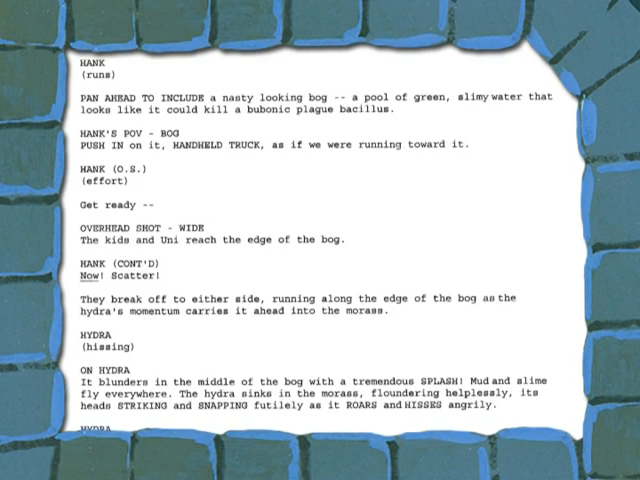 HANK
(runs)
PAN AHEAD TO INCLUDE a nasty looking bog -- a pool of green, slimy water that
looks like it could kill a bubonic plague bacillus.
HANK'S POV - BOG
PUSH IN on it, HANDHELD TRUCK, as if we were running toward it.
HANK (O.S.)
(effort)
Get ready --
OVERHEAD SHOT - WIDE
The kids and Uni reach the edge of the bog.
HANK (CONT'D)
Now! Scatter!
They break off to either side, running along the edge of the bog as the
hydra's momentum carries it ahead into the morass.
HYDRA
(hissing)
ON HYDRA
It blunders in the middle of the bog with a tremendous SPLASH! Mud and slime
fly everywhere. The hydra sinks in the morass, floundering helplessly, its
heads STRIKING and SNAPPING futilely as it ROARS and HISSES angrily.
HYDRA